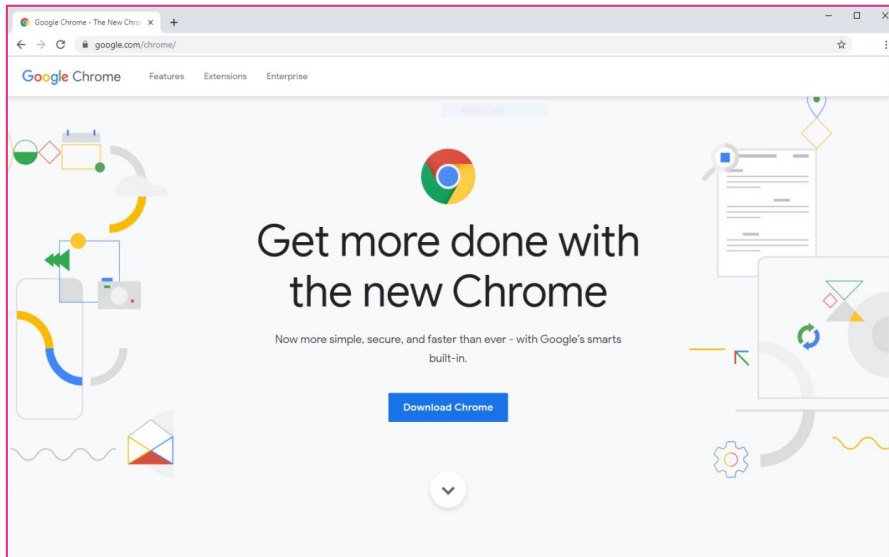 Google Chrome - The New Chror
google.com/chrome/
Google Chrome Features Extensions Enterprise
Get more done with
the new Chrome
Now more simple, secure, and faster than ever - with Google's smarts
built-in.
Download Chrome